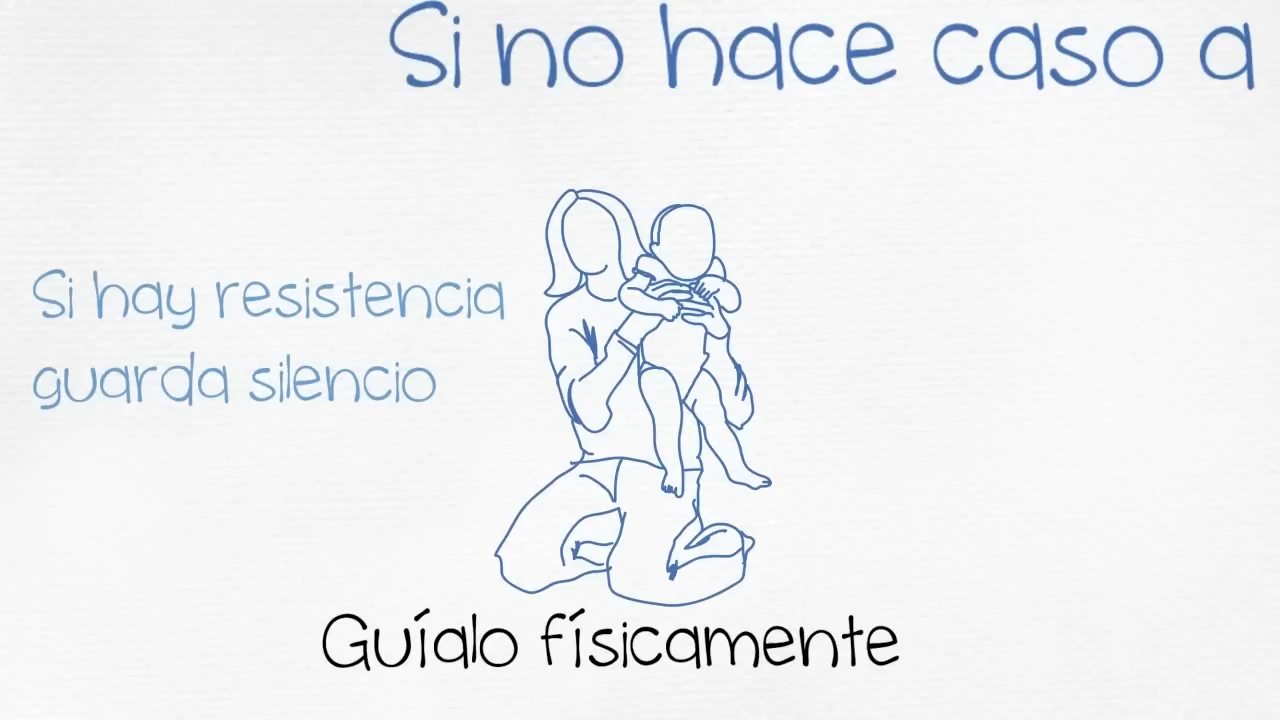 Si no hace caso a
Si hay resistencia
guarda silencio
Guíalo físicamente